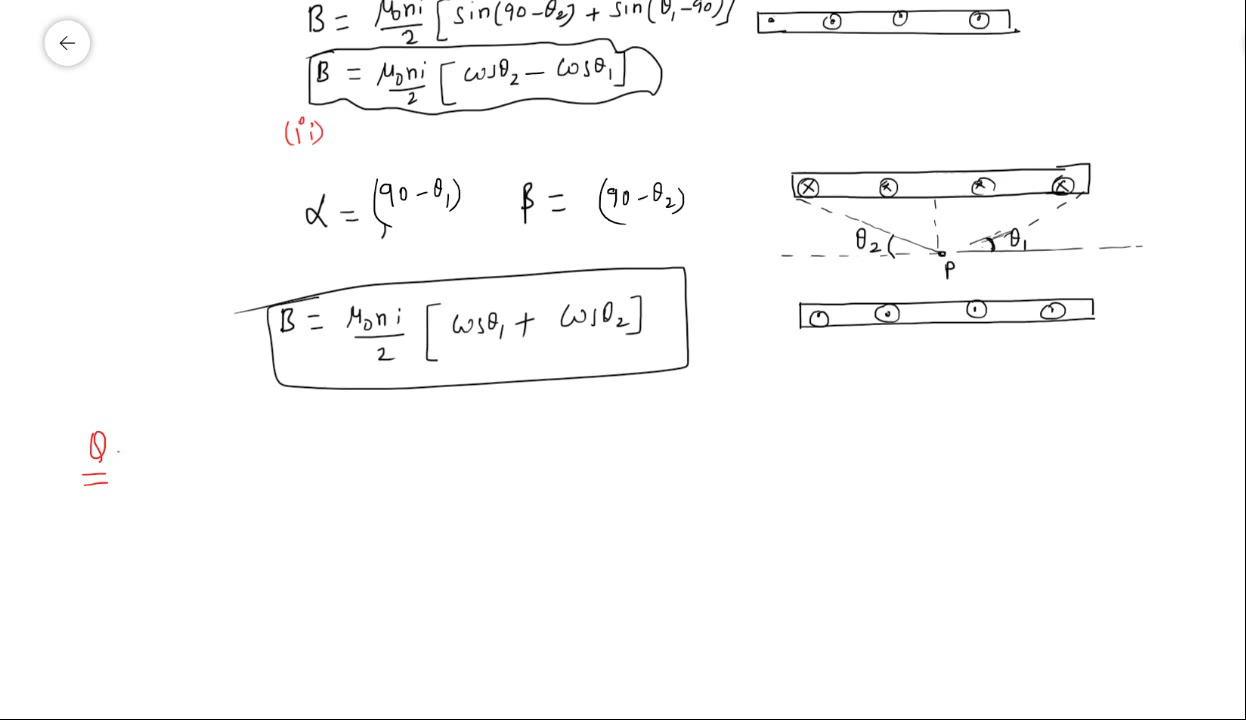 B = μ₀ni/2 [sin(90-θ₂) + sin(θ₁-90)]
B = μ₀ni/2 [cosθ₂ - cosθ₁]
(ii)
α = (90-θ₁) β = (90-θ₂)
θ₂ θ₁
P
B = μ₀ni/2 [cosθ₁ + cosθ₂]
Q.